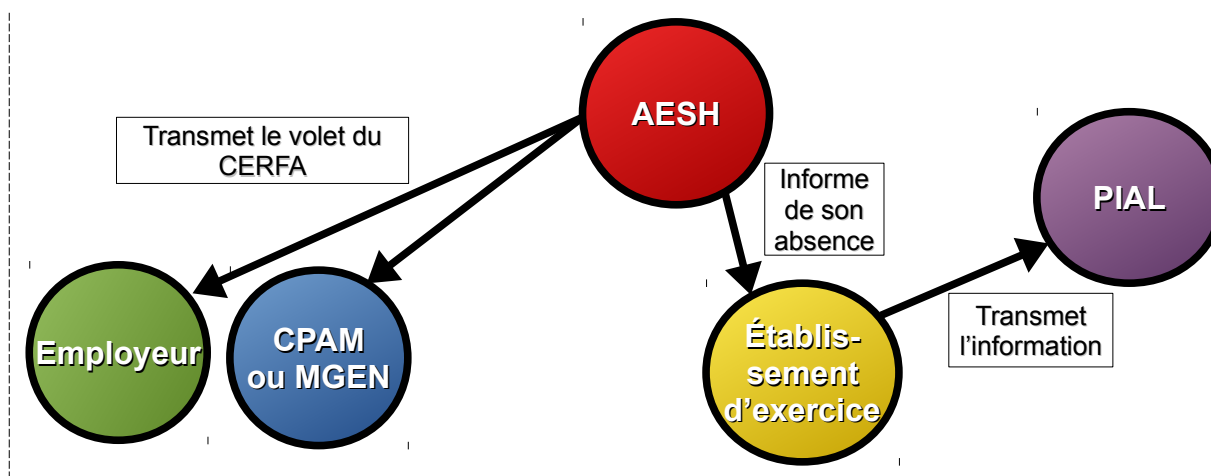 AESH
Transmet le volet du
CERFA
Informe
de son
absence
PIAL
Employeur
CPAM
ou MGEN
Établis-
sement
d’exercice
Transmet
l’information